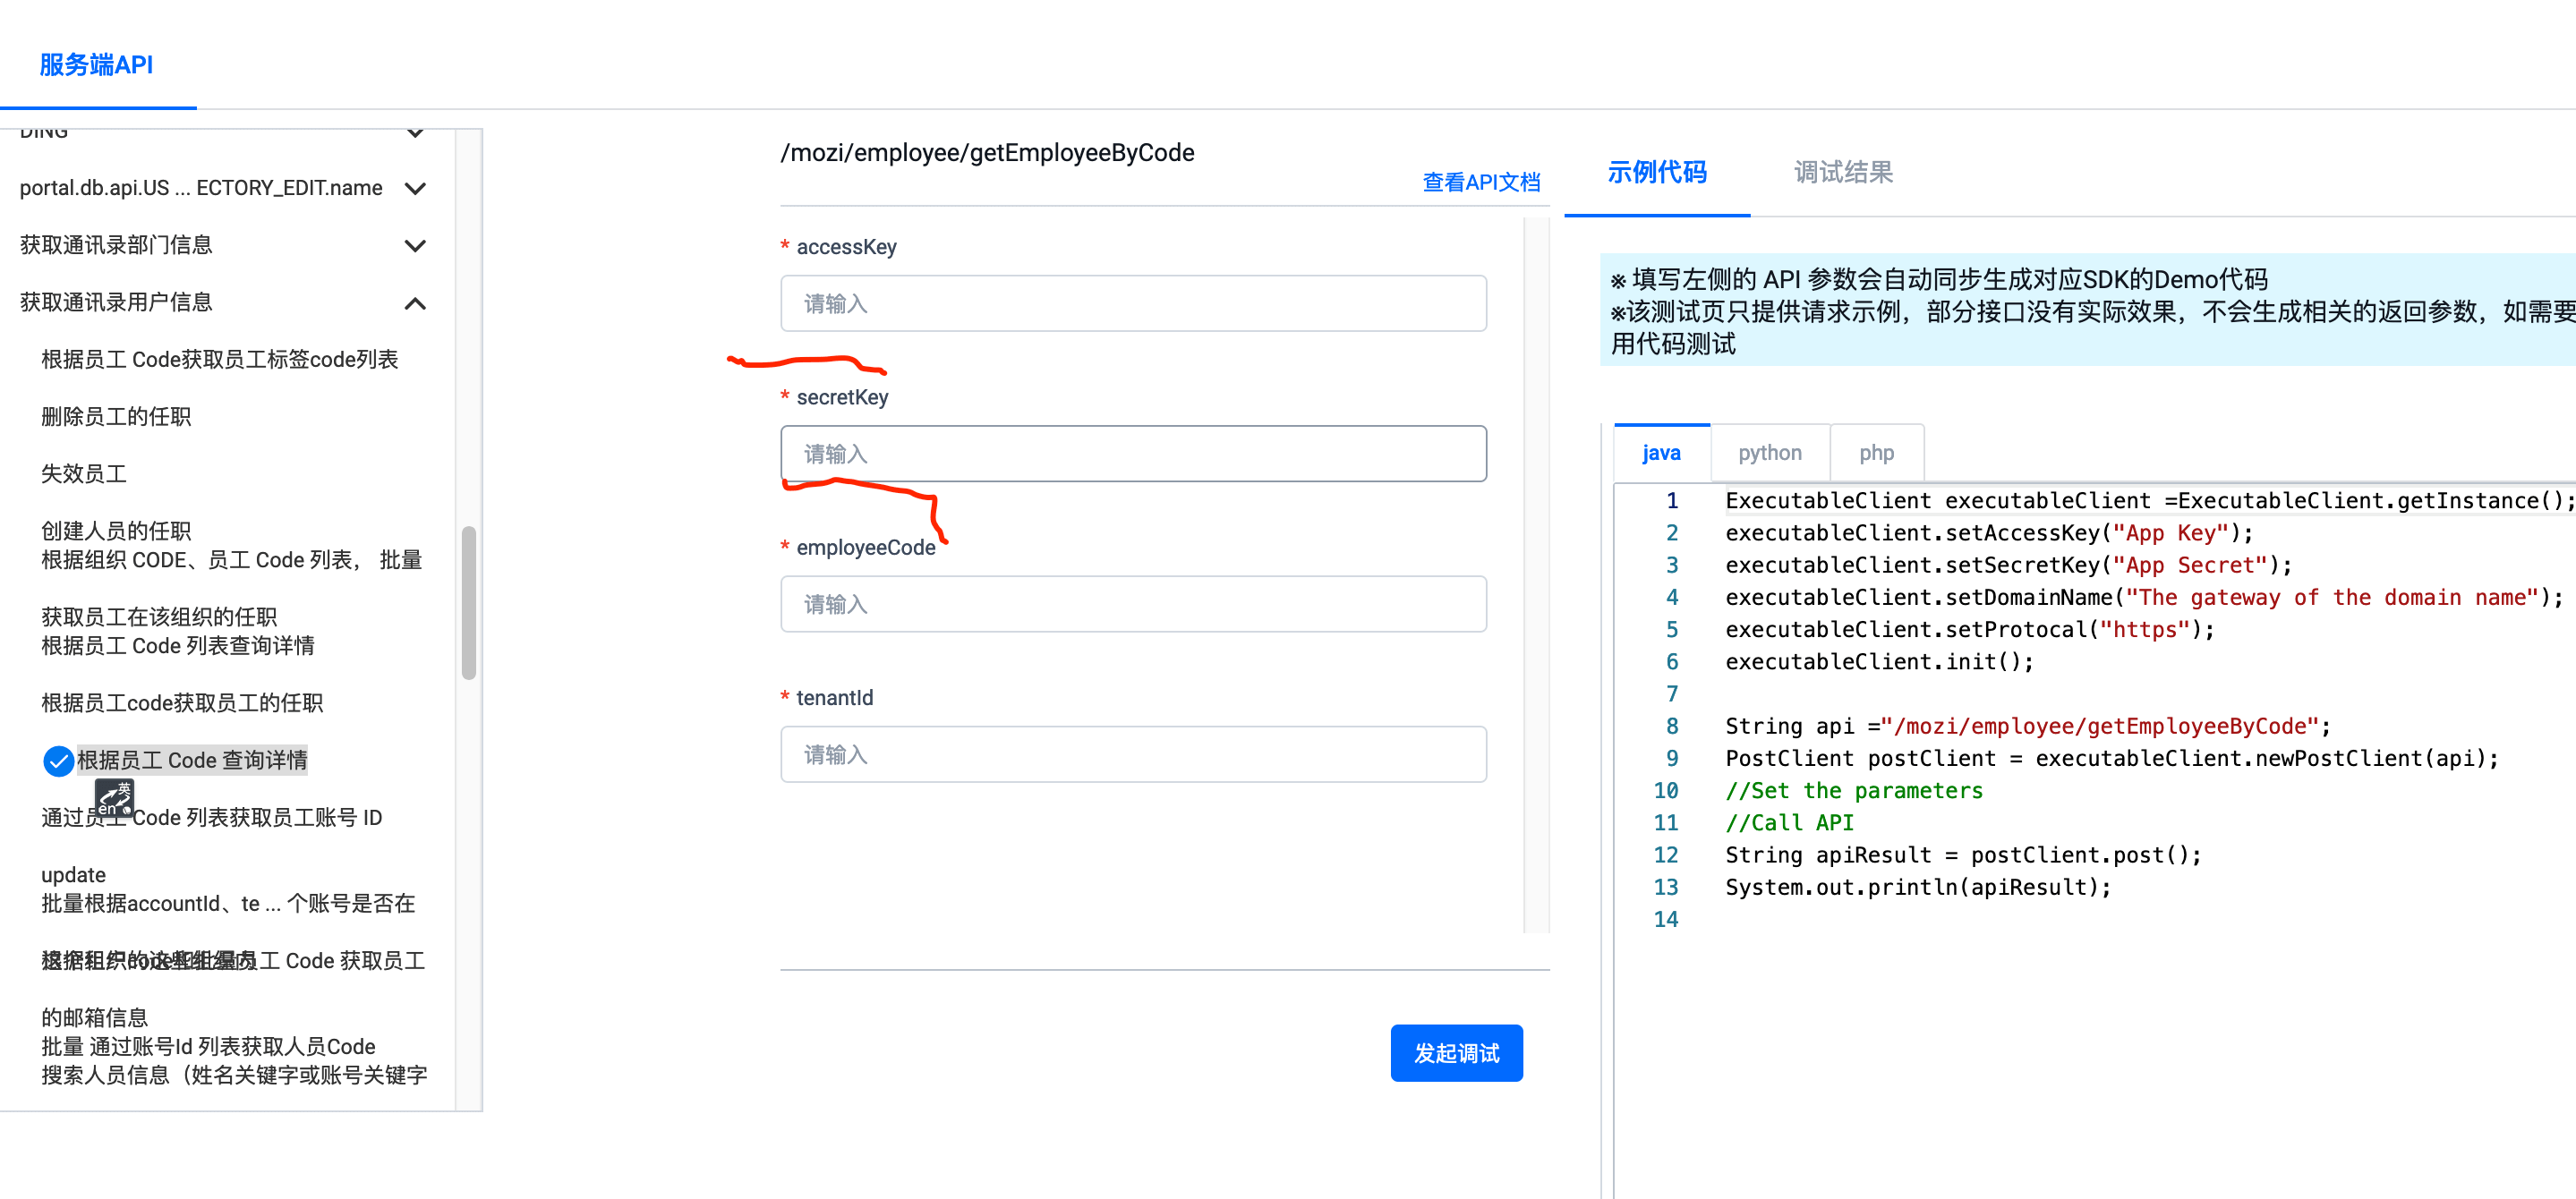 服务端API
DING
portal.db.api.US ... ECTORY_EDIT.name
获取通讯录部门信息
获取通讯录用户信息
根据员工 Code获取员工标签code列表
删除员工的任职
失效员工
创建人员的任职
根据组织 CODE、员工 Code 列表， 批量
获取员工在该组织的任职
根据员工 Code 列表查询详情
根据员工code获取员工的任职
根据员工 Code 查询详情
英
en
通过员工 Code 列表获取员工账号 ID
update
批量根据accountId、te ... 个账号是否在
员工 Code 获取员工
的邮箱信息
批量 通过账号Id 列表获取人员Code
搜索人员信息（姓名关键字或账号关键字
/mozi/employee/getEmployeeByCode
查看API文档
* accessKey
请输入
* secretKey
请输入
* employeeCode
请输入
* tenantId
请输入
发起调试
示例代码 调试结果
※ 填写左侧的 API 参数会自动同步生成对应SDK的Demo代码
※该测试页只提供请求示例，部分接口没有实际效果，不会生成相关的返回参数，如需要
用代码测试
java python php
1 ExecutableClient executableClient =ExecutableClient.getInstance();
2 executableClient.setAccessKey("App Key");
3 executableClient.setSecretKey("App Secret");
4 executableClient.setDomainName("The gateway of the domain name");
5 executableClient.setProtocal("https");
6 executableClient.init();
7
8 String api ="/mozi/employee/getEmployeeByCode";
9 PostClient postClient = executableClient.newPostClient(api);
10 //Set the parameters
11 //Call API
12 String apiResult = postClient.post();
13 System.out.println(apiResult);
14